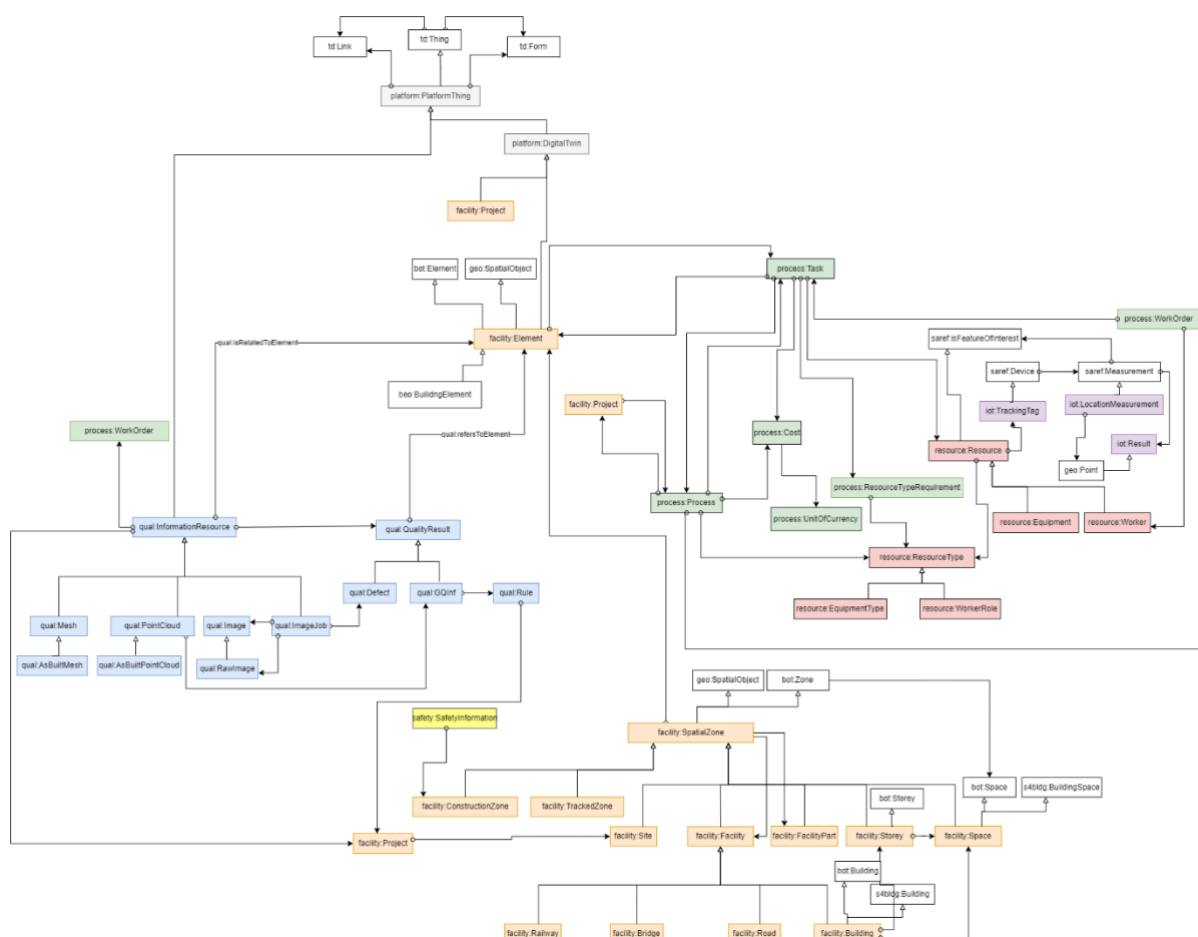 td:Link
td:Thing
td:Form
platform:PlatformThing
platform:DigitalTwin
facility:Project
bot:Element
geo:SpatialObject
process:Task
process:WorkOrder
qual:isRelatedToElement
facility:Element
saref:isFeatureOfInterest
saref:Device
saref:Measurement
beo:BuildngElement
facility:Project
iot:TrackingTag
iot:LocationMeasurement
process:WorkOrder
qual:refersToElement
process:Cost
resource:Resource
iot:Result
geo:Point
process:ResourceTypeRequirement
process:Process
process:UnitOfCurrency
resource:Equipment
resource:Worker
qual:InformationResource
qual:QualityResult
resource:ResourceType
qual:Defect
qual:GQInf
qual:Rule
resource:EquipmentType
resource:WorkerRole
qual:Mesh
qual:PointCloud
qual:Image
qual:ImageJob
qual:AsBuiltMesh
qual:AsBuiltPointCloud
qual:RawImage
geo:SpatialObject
bot:Zone
safety:SafetyInformation
facility:SpatialZone
bot:Space
s4bldg:BuildingSpace
facility:ConstructionZone
facility:TrackedZone
bot:Storey
facility:Project
facility:Site
facility:Facility
facility:FacilityPart
facility:Storey
facility:Space
bot:Building
s4bldg:Building
facility:Railway
facility:Bridge
facility:Road
facility:Building